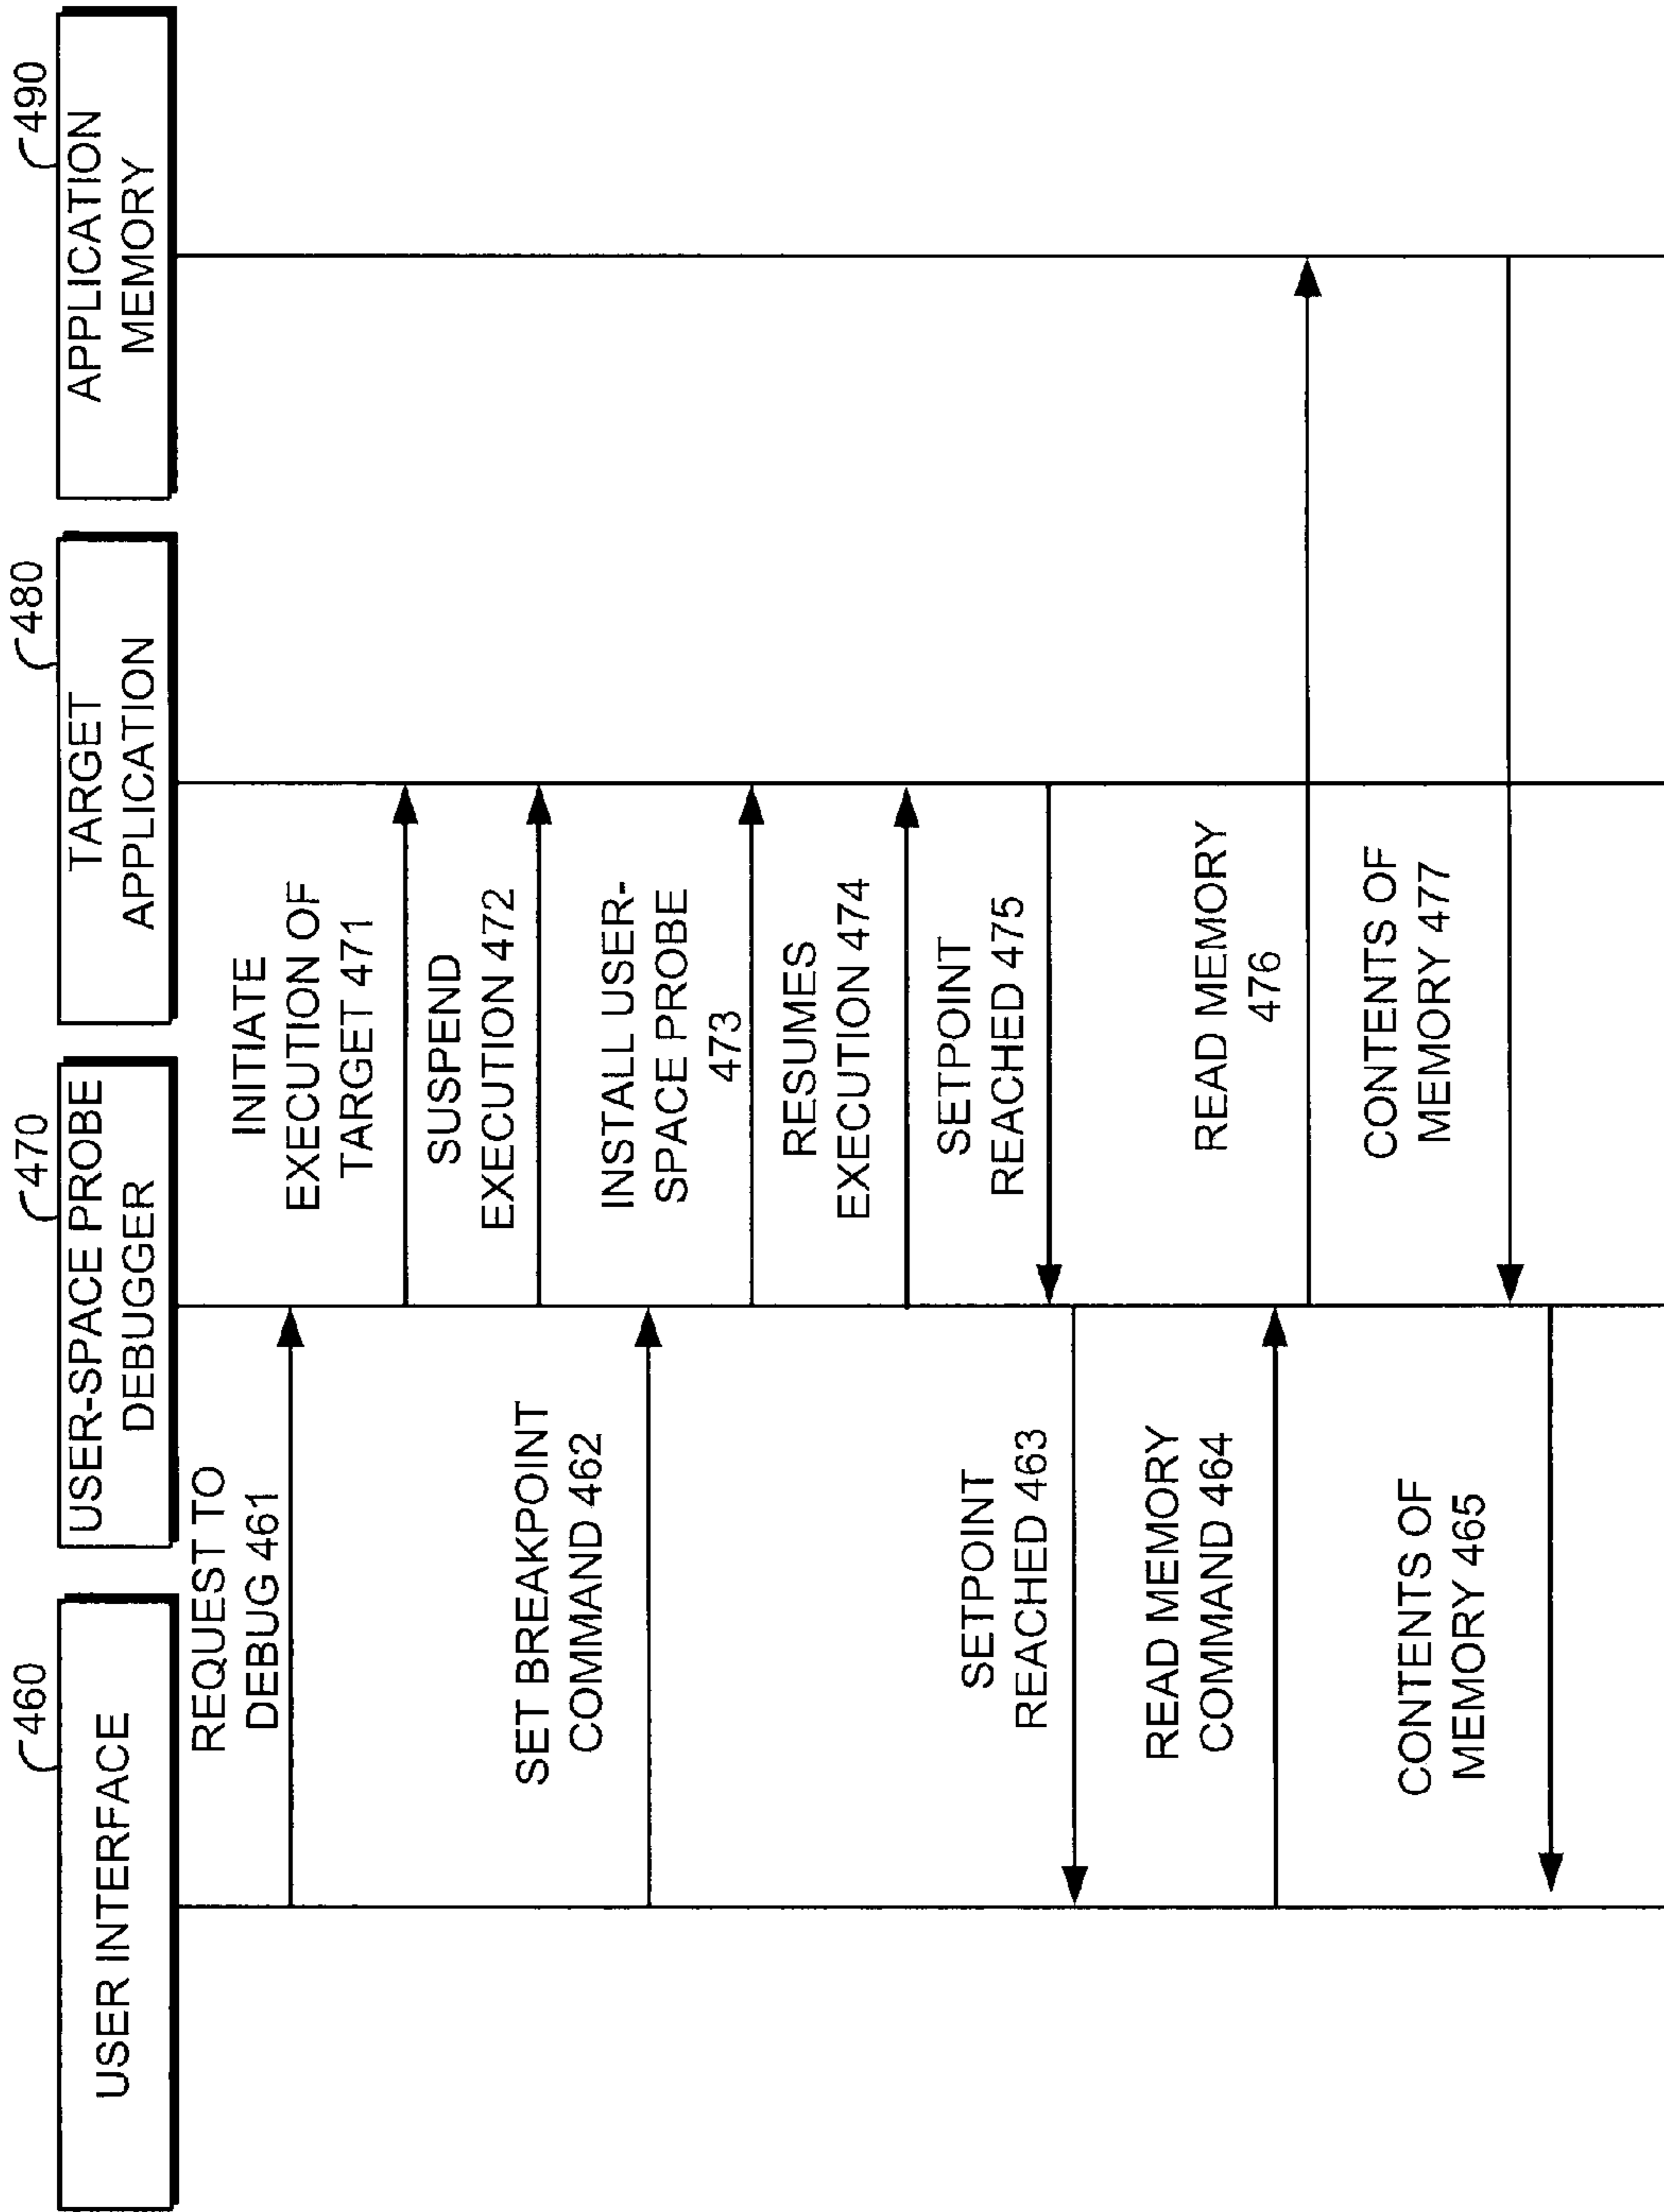 460
USER INTERFACE
470
USER-SPACE PROBE
DEBUGGER
480
TARGET
APPLICATION
490
APPLICATION
MEMORY
REQUEST TO
DEBUG 461
INITIATE
EXECUTION OF
TARGET 471
SUSPEND
EXECUTION 472
SET BREAKPOINT
COMMAND 462
INSTALL USER-
SPACE PROBE
473
RESUMES
EXECUTION 474
SETPOINT
REACHED 475
SETPOINT
REACHED 463
READ MEMORY
COMMAND 464
READ MEMORY
476
CONTENTS OF
MEMORY 477
CONTENTS OF
MEMORY 465